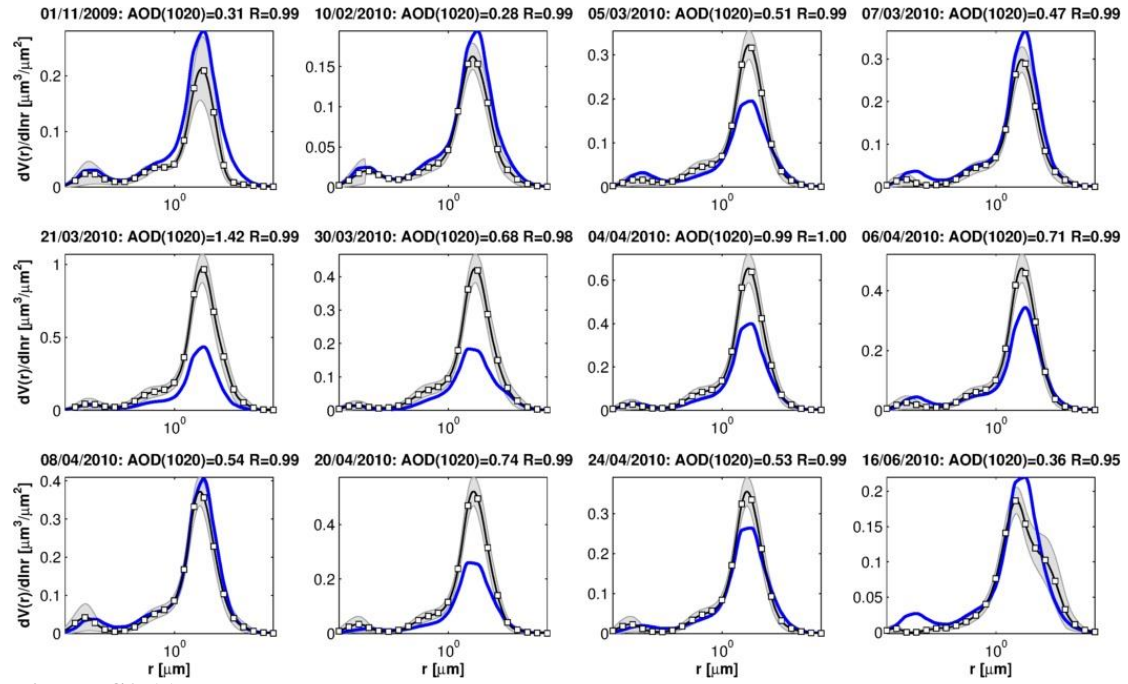 01/11/2009: AOD(1020)=0.31 R=0.99 10/02/2010: AOD(1020)=0.28 R=0.99 05/03/2010: AOD(1020)=0.51 R=0.99 07/03/2010: AOD(1020)=0.47 R=0.99
dV(r)/dlnr [μm³/μm²]
0.2 0.1 0
0.15 0.1 0.05 0
0.3 0.2 0.1 0
0.3 0.2 0.1 0
10⁰ 10⁰ 10⁰ 10⁰
21/03/2010: AOD(1020)=1.42 R=0.99 30/03/2010: AOD(1020)=0.68 R=0.98 04/04/2010: AOD(1020)=0.99 R=1.00 06/04/2010: AOD(1020)=0.71 R=0.99
dV(r)/dlnr [μm³/μm²]
1 0.5 0
0.4 0.3 0.2 0.1 0
0.6 0.4 0.2 0
0.4 0.2 0
10⁰ 10⁰ 10⁰ 10⁰
08/04/2010: AOD(1020)=0.54 R=0.99 20/04/2010: AOD(1020)=0.74 R=0.99 24/04/2010: AOD(1020)=0.53 R=0.99 16/06/2010: AOD(1020)=0.36 R=0.95
dV(r)/dlnr [μm³/μm²]
0.4 0.3 0.2 0.1 0
0.4 0.2 0
0.3 0.2 0.1 0
0.2 0.15 0.1 0.05 0
10⁰ 10⁰ 10⁰ 10⁰
r [μm] r [μm] r [μm] r [μm]